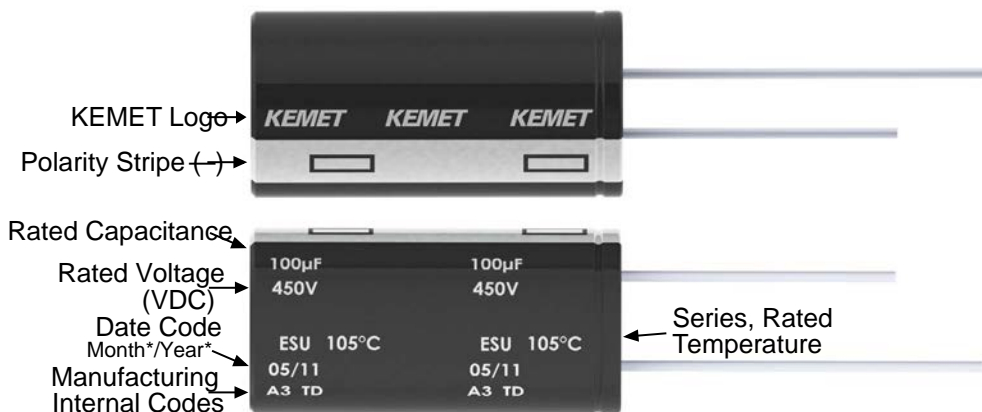 KEMET Logo
KEMET KEMET KEMET
Polarity Stripe (-)
Rated Capacitance
100µF 100µF
Rated Voltage
(VDC)
450V 450V
Date Code
Month*/Year*
ESU 105°C ESU 105°C
Series, Rated
Temperature
05/11 05/11
Manufacturing
Internal Codes
A3 TD A3 TD